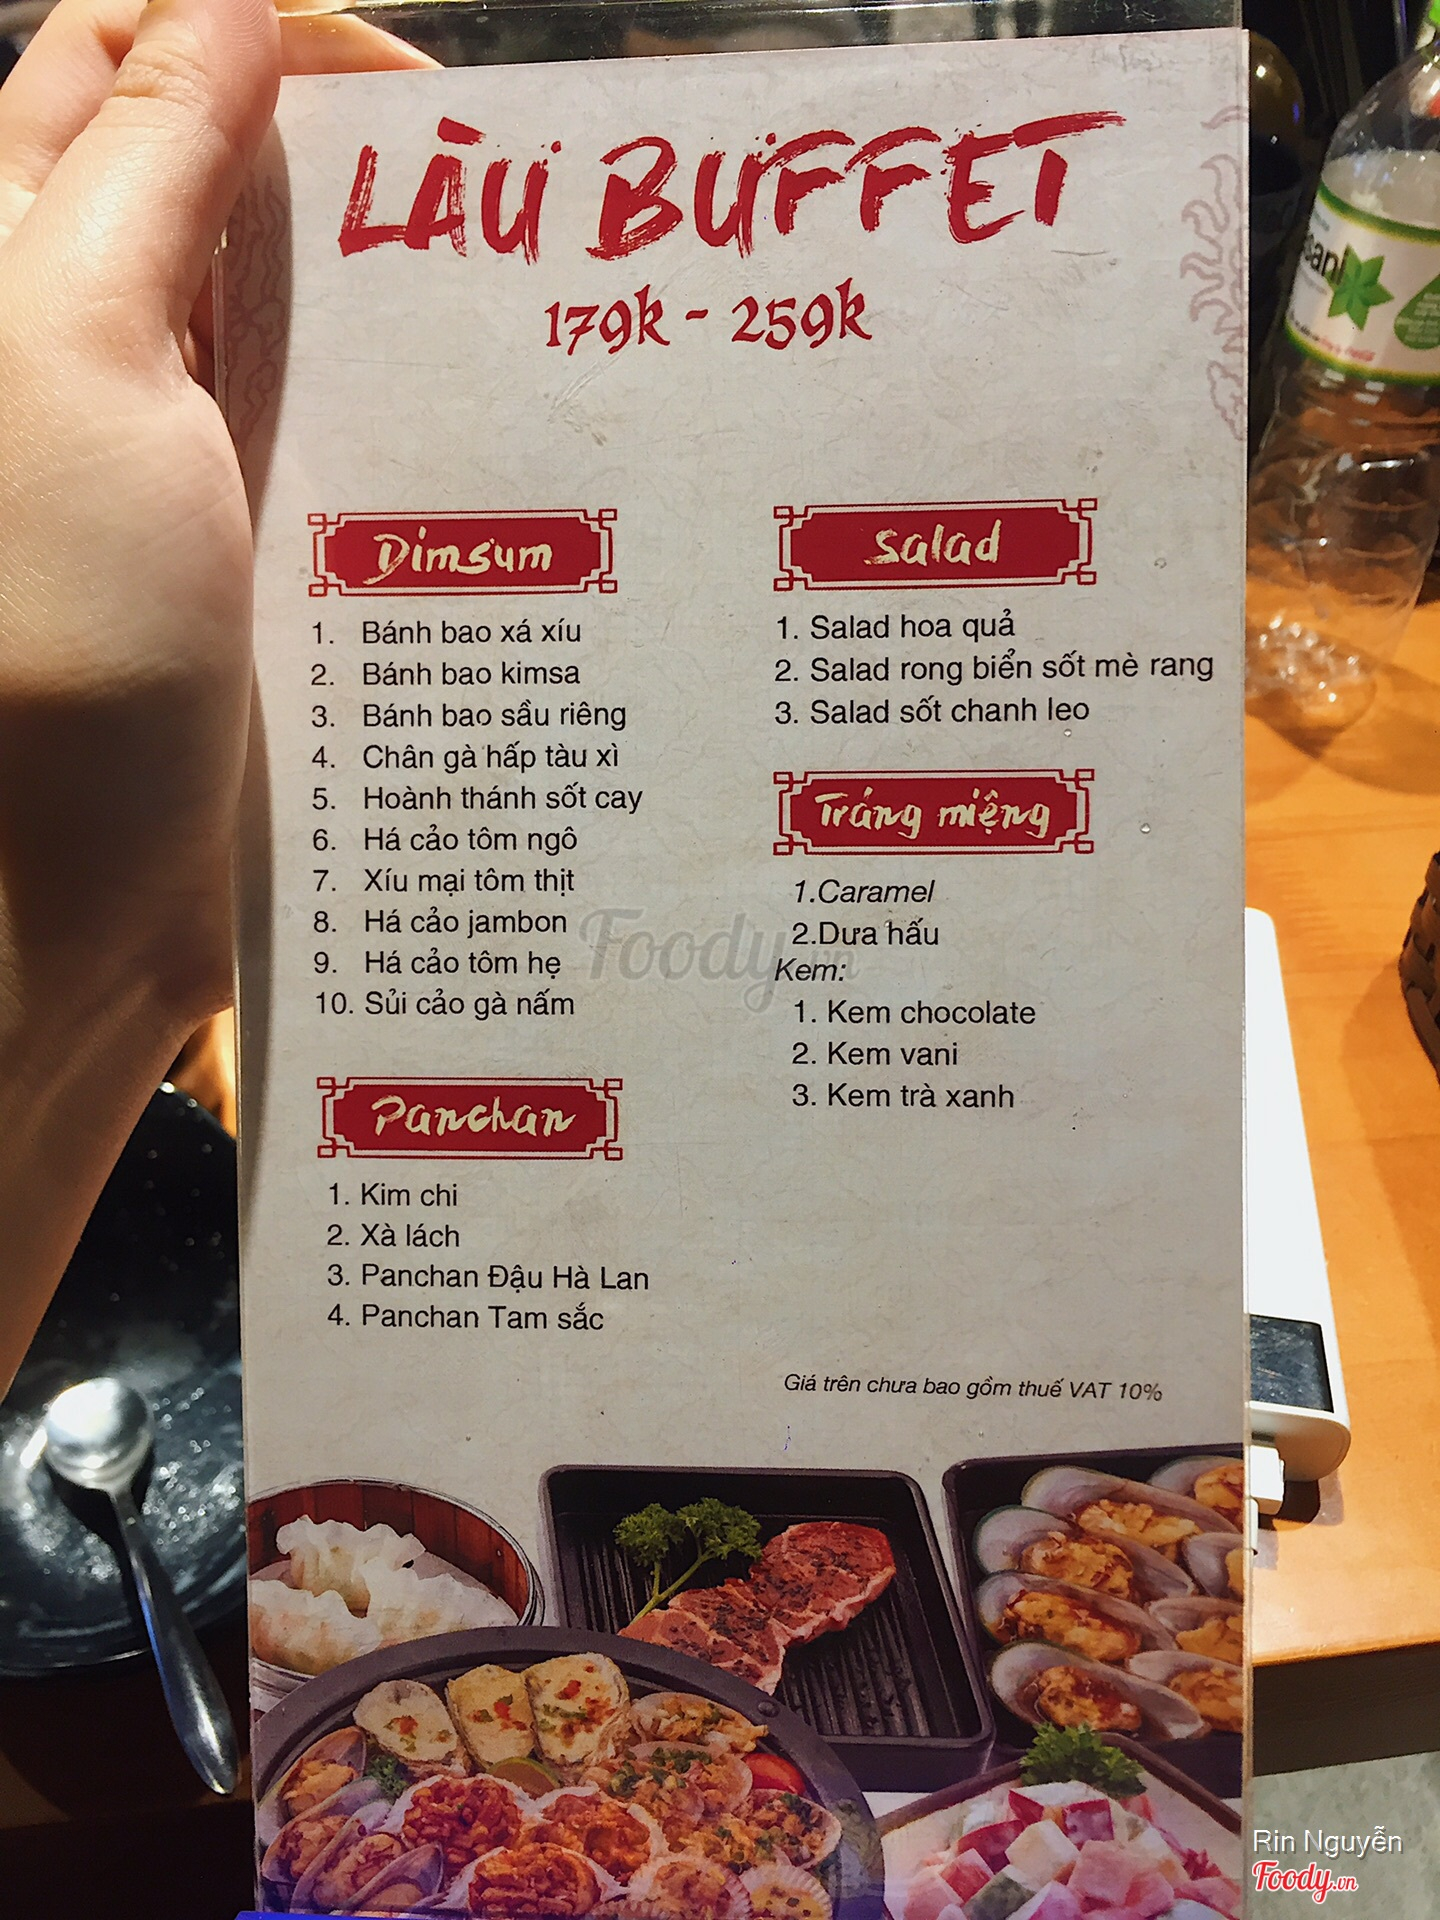 LÀU BUFFET
179k - 259k
Dimsum
1. Bánh bao xá xíu
2. Bánh bao kimsa
3. Bánh bao sầu riêng
4. Chân gà hấp tàu xì
5. Hoành thánh sốt cay
6. Há cảo tôm ngô
7. Xíu mại tôm thịt
8. Há cảo jambon
9. Há cảo tôm hẹ
10. Sủi cảo gà nấm
Panchan
1. Kim chi
2. Xà lách
3. Panchan Đậu Hà Lan
4. Panchan Tam sắc
Salad
1. Salad hoa quả
2. Salad rong biển sốt mè rang
3. Salad sốt chanh leo
Tráng miệng
1.Caramel
2.Dưa hấu
Kem:
1. Kem chocolate
2. Kem vani
3. Kem trà xanh
Giá trên chưa bao gồm thuế VAT 10%
Foody.vn
Rin Nguyễn
Foody.vn